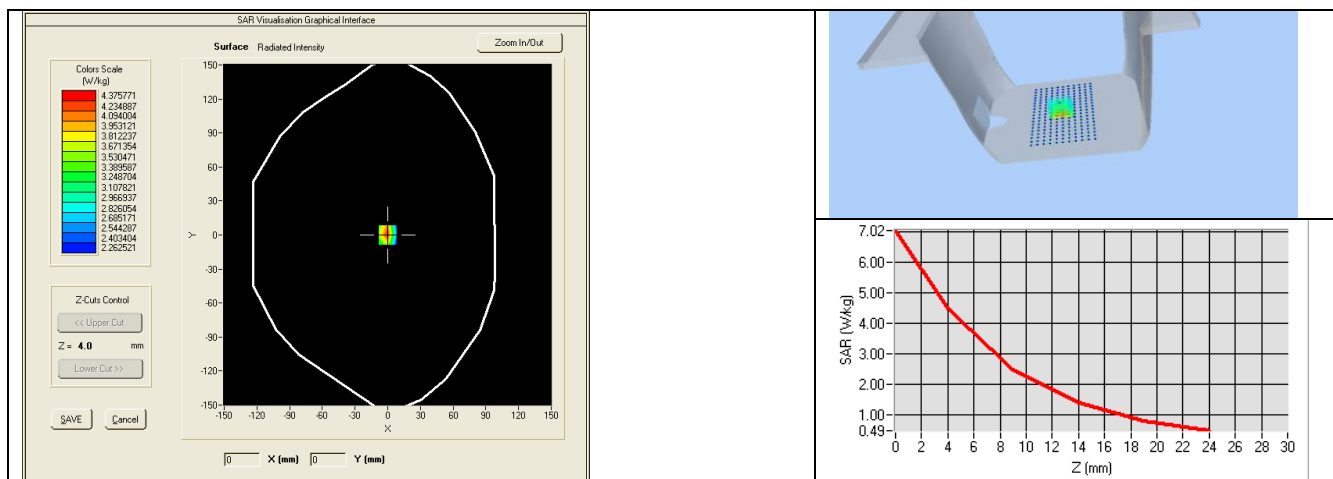 SAR Visualisation Graphical Interface
Surface Radiated Intensity
Zoom In/Out
Colors Scale
(W/kg)
4.375771
4.234887
4.094004
3.953121
3.812237
3.671354
3.530471
3.389587
3.248704
3.107821
2.966937
2.826054
2.685171
2.544287
2.403404
2.262521
Z-Cuts Control
<< Upper Cut
Z = 4.0 mm
Lower Cut >>
SAVE Cancel
150
120
90
60
30
0
-30
-60
-90
-120
-150
Y
-150 -120 -90 -60 -30 0 30 60 90 120 150
X
0 X (mm) 0 Y (mm)
7.02
6.00
5.00
4.00
3.00
2.00
1.00
0.49
SAR (W/kg)
0 2 4 6 8 10 12 14 16 18 20 22 24 26 28 30
Z (mm)